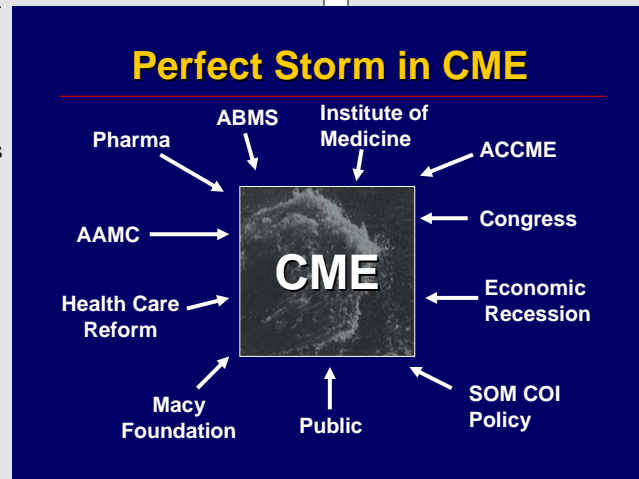 Perfect Storm in CME
ABMS
Institute of
Medicine
Pharma
ACCME
AAMC
Congress
CME
Health Care
Reform
Economic
Recession
Macy
Foundation
Public
SOM COI
Policy